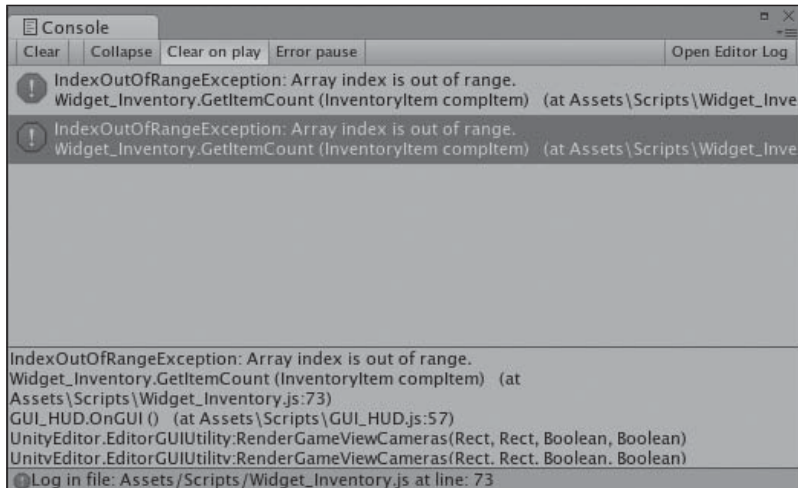 Console
Clear Collapse Clear on play Error pause Open Editor Log
IndexOutOfRangeException: Array index is out of range.
Widget_Inventory.GetItemCount (InventoryItem compItem) (at Assets\Scripts\Widget_Inve
IndexOutOfRangeException: Array index is out of range.
Widget_Inventory.GetItemCount (InventoryItem compItem) (at Assets\Scripts\Widget_Inve
IndexOutOfRangeException: Array index is out of range.
Widget_Inventory.GetItemCount (InventoryItem compItem) (at
Assets\Scripts\Widget_Inventory.js:73)
GUI_HUD.OnGUI () (at Assets\Scripts\GUI_HUD.js:57)
UnityEditor.EditorGUIUtility:RenderGameViewCameras(Rect, Rect, Boolean, Boolean)
UnityEditor.EditorGUIUtility:RenderGameViewCameras(Rect, Rect, Boolean, Boolean)
Log in file: Assets/Scripts/Widget_Inventory.js at line: 73